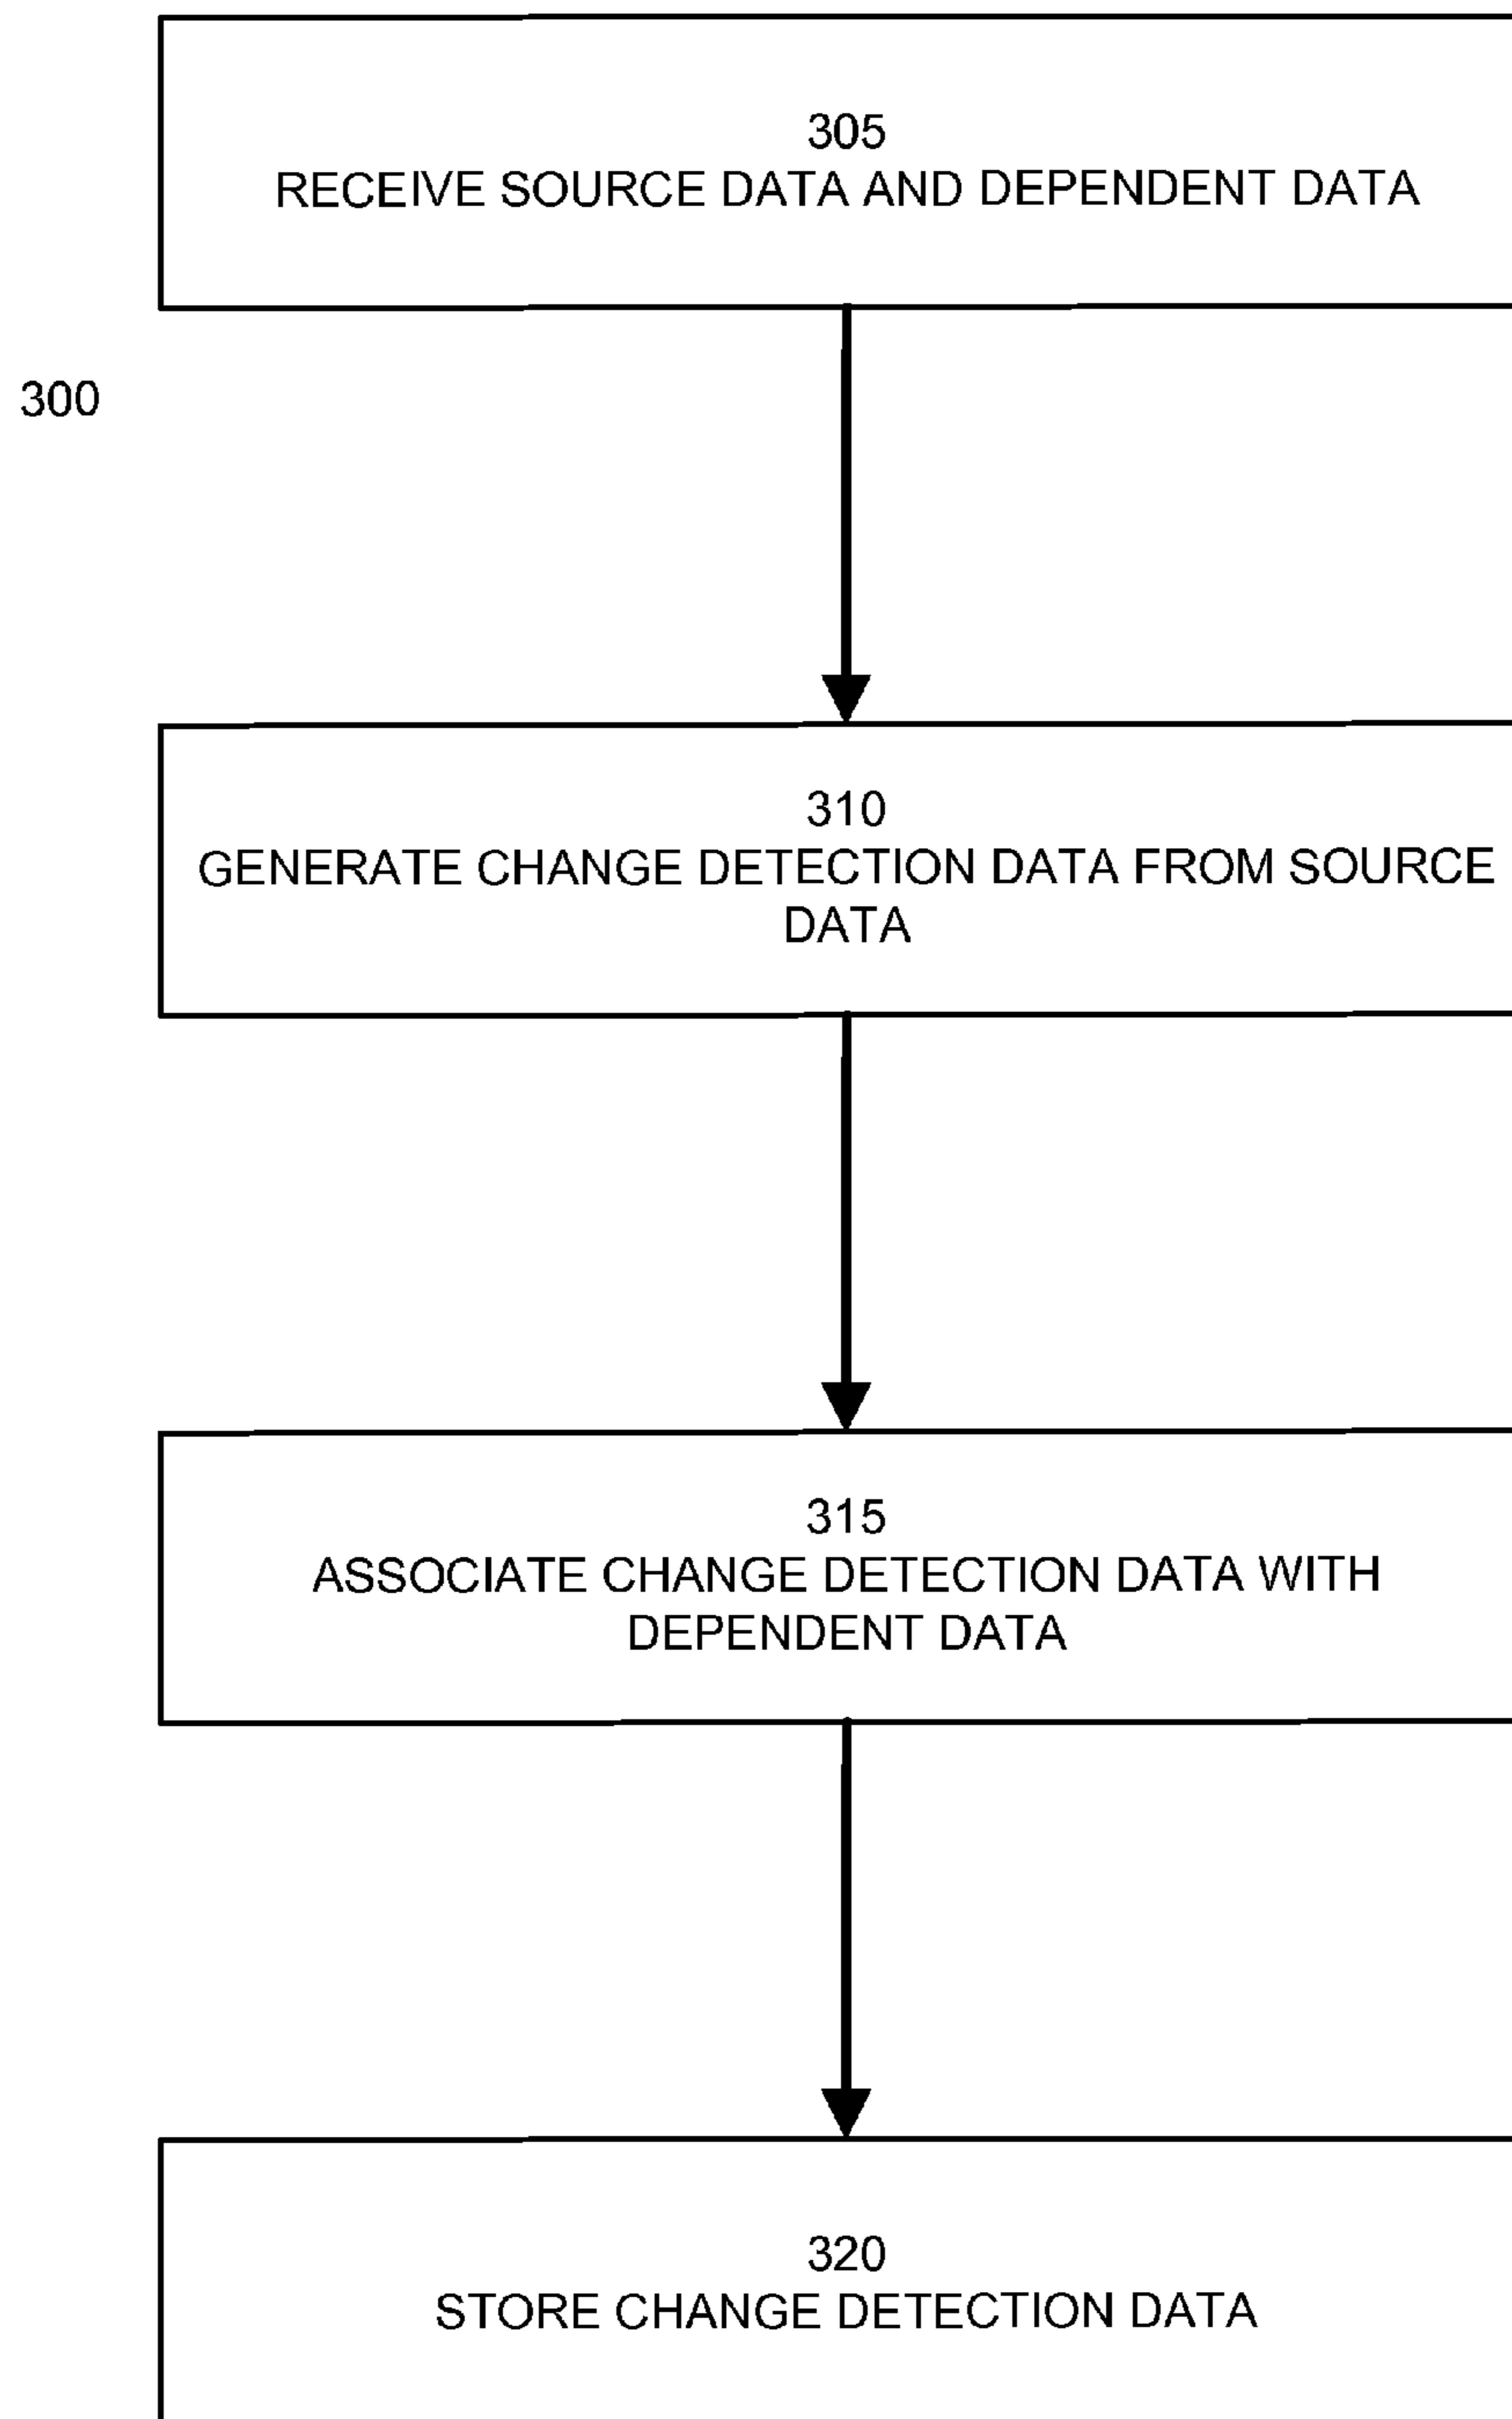 305
RECEIVE SOURCE DATA AND DEPENDENT DATA
300
310
GENERATE CHANGE DETECTION DATA FROM SOURCE
DATA
315
ASSOCIATE CHANGE DETECTION DATA WITH
DEPENDENT DATA
320
STORE CHANGE DETECTION DATA